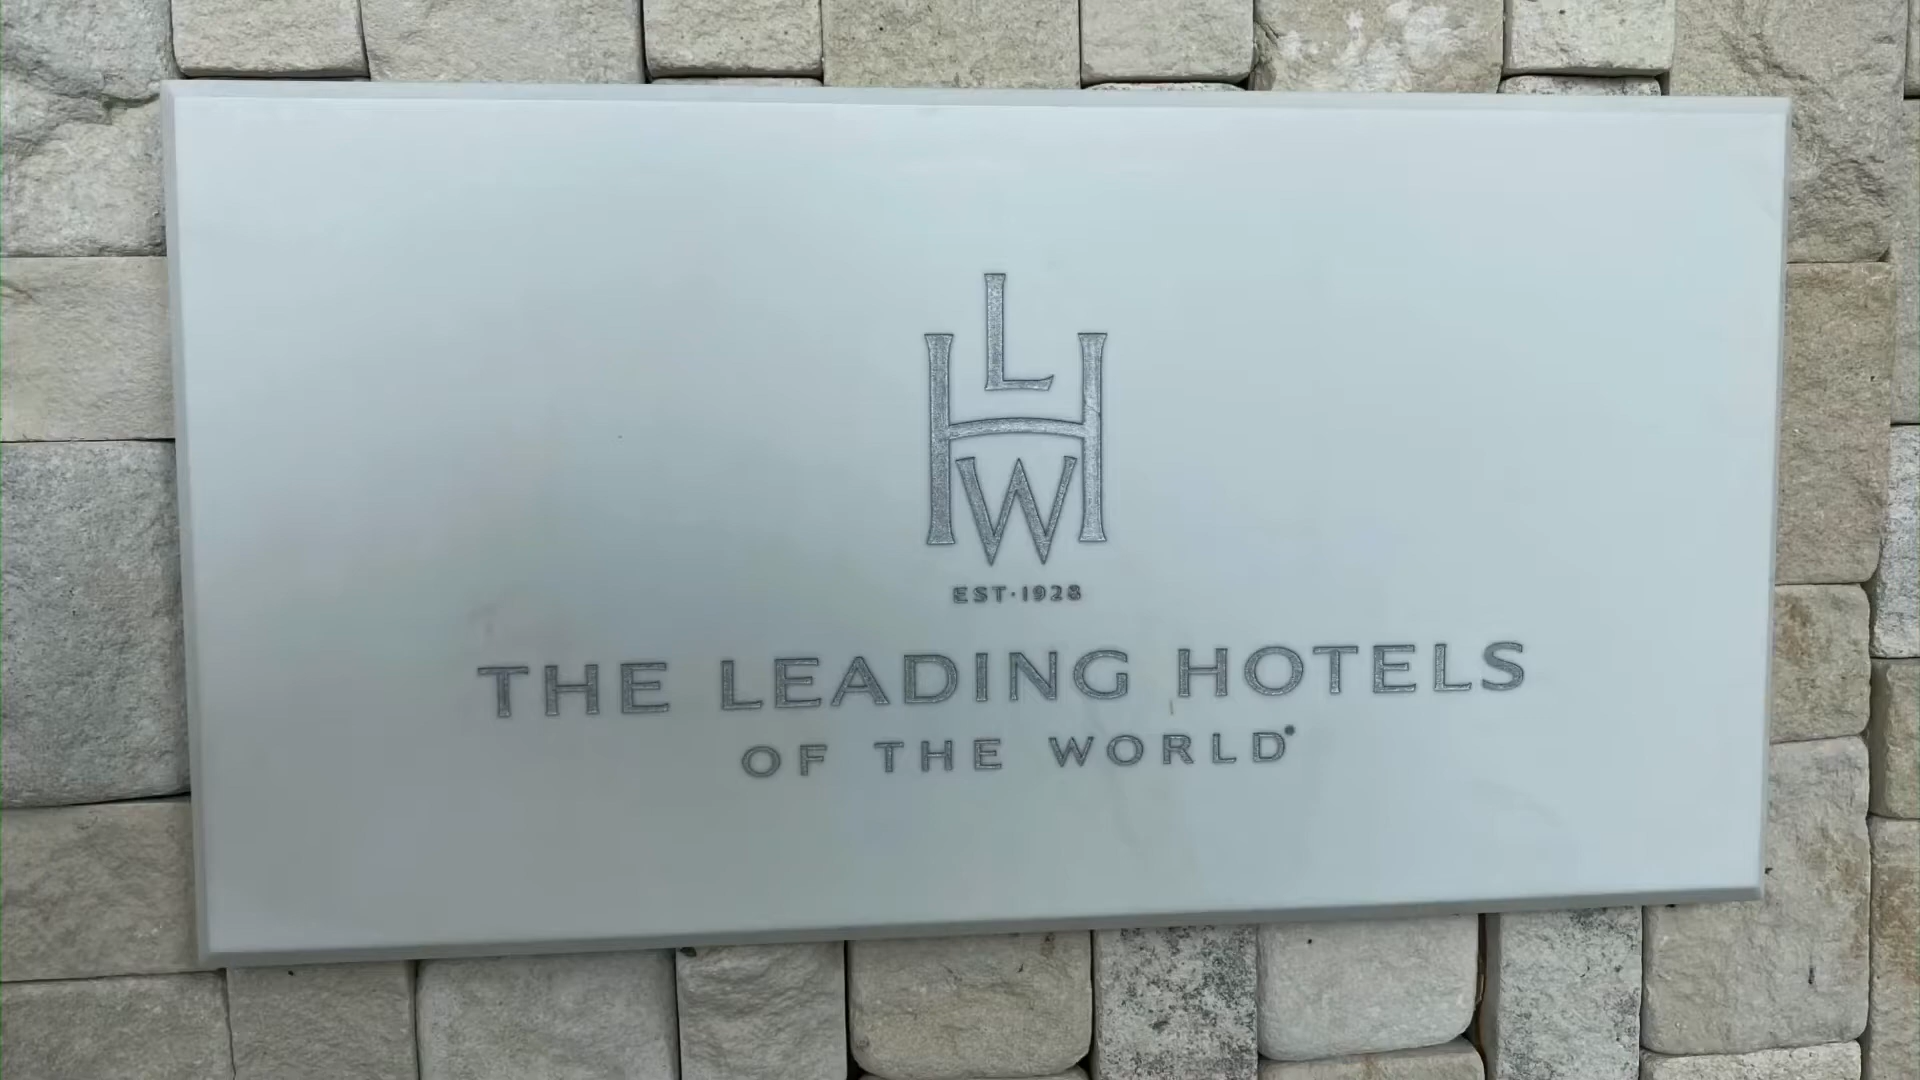 L
H
W
EST·1928
THE LEADING HOTELS
OF THE WORLD®